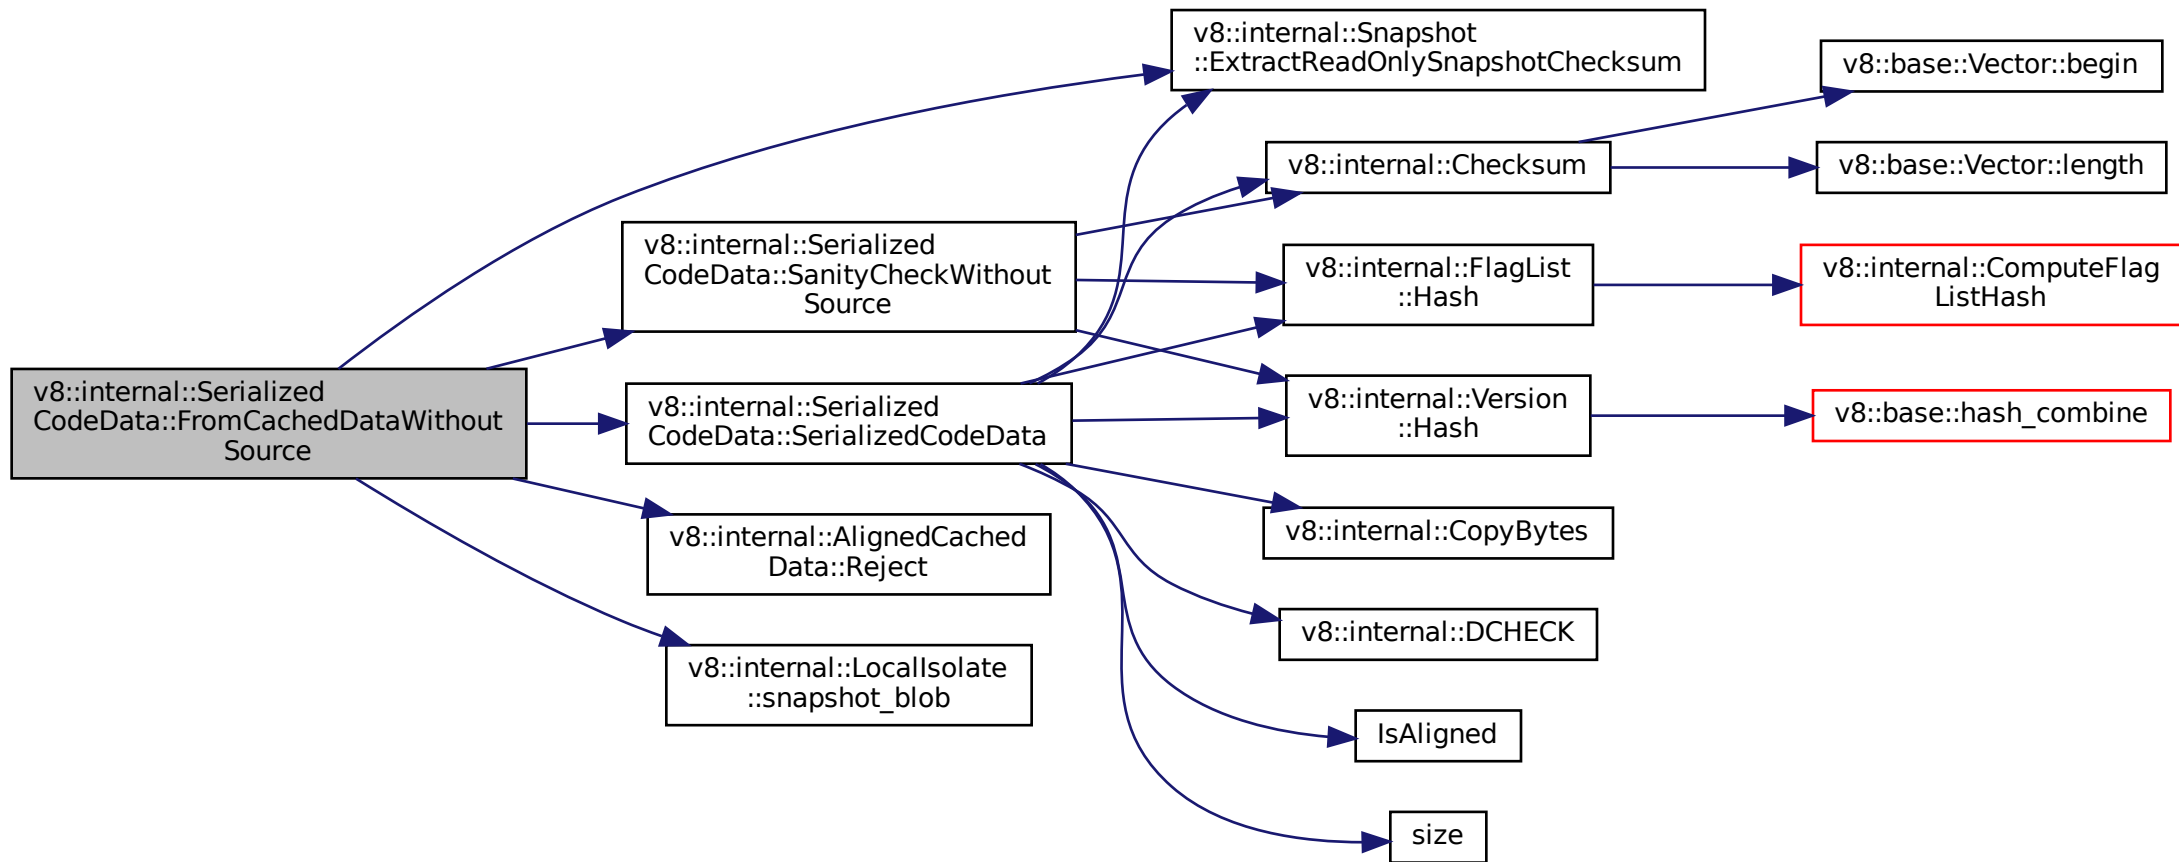 v8::internal::Serialized
CodeData::FromCachedDataWithout
Source
v8::internal::Snapshot
::ExtractReadOnlySnapshotChecksum
v8::internal::Serialized
CodeData::SanityCheckWithout
Source
v8::internal::Serialized
CodeData::SerializedCodeData
v8::internal::AlignedCached
Data::Reject
v8::internal::LocalIsolate
::snapshot_blob
v8::internal::Checksum
v8::internal::FlagList
::Hash
v8::internal::Version
::Hash
v8::internal::CopyBytes
v8::internal::DCHECK
IsAligned
size
v8::base::Vector::begin
v8::base::Vector::length
v8::internal::ComputeFlag
ListHash
v8::base::hash_combine